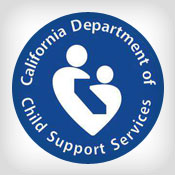 California Department of
Child Support Services